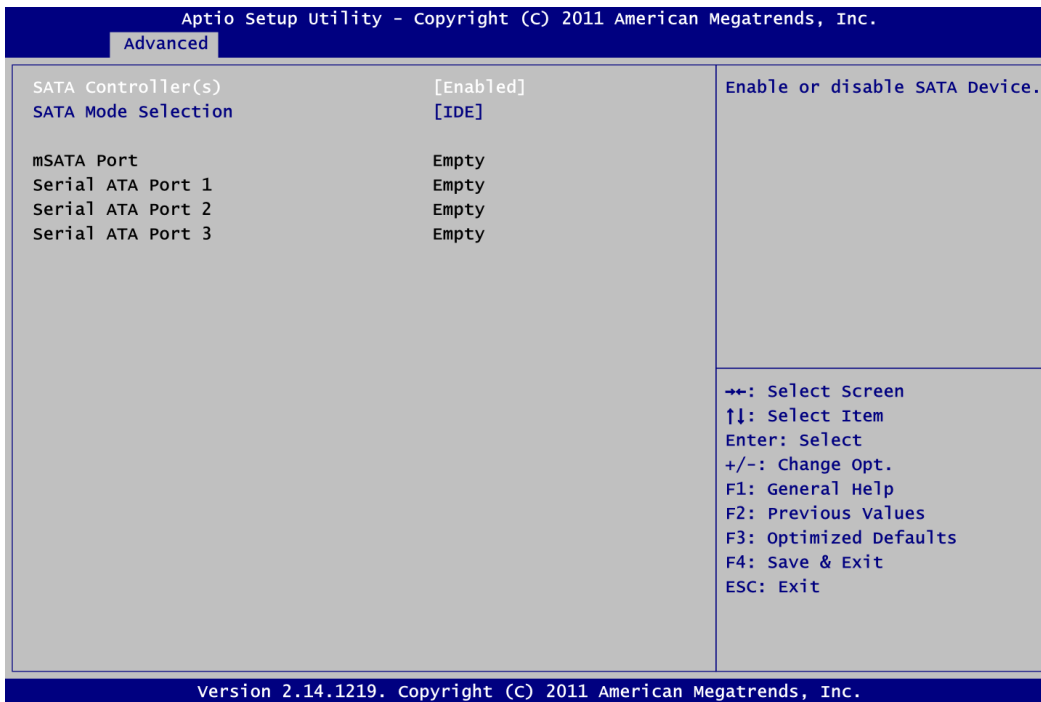 Aptio Setup Utility - Copyright (C) 2011 American Megatrends, Inc.
Advanced
SATA Controller(s) [Enabled]
SATA Mode Selection [IDE]
mSATA Port Empty
Serial ATA Port 1 Empty
Serial ATA Port 2 Empty
Serial ATA Port 3 Empty
Enable or disable SATA Device.
→←: Select Screen
↑↓: Select Item
Enter: Select
+/-: Change Opt.
F1: General Help
F2: Previous Values
F3: Optimized Defaults
F4: Save & Exit
ESC: Exit
Version 2.14.1219. Copyright (C) 2011 American Megatrends, Inc.